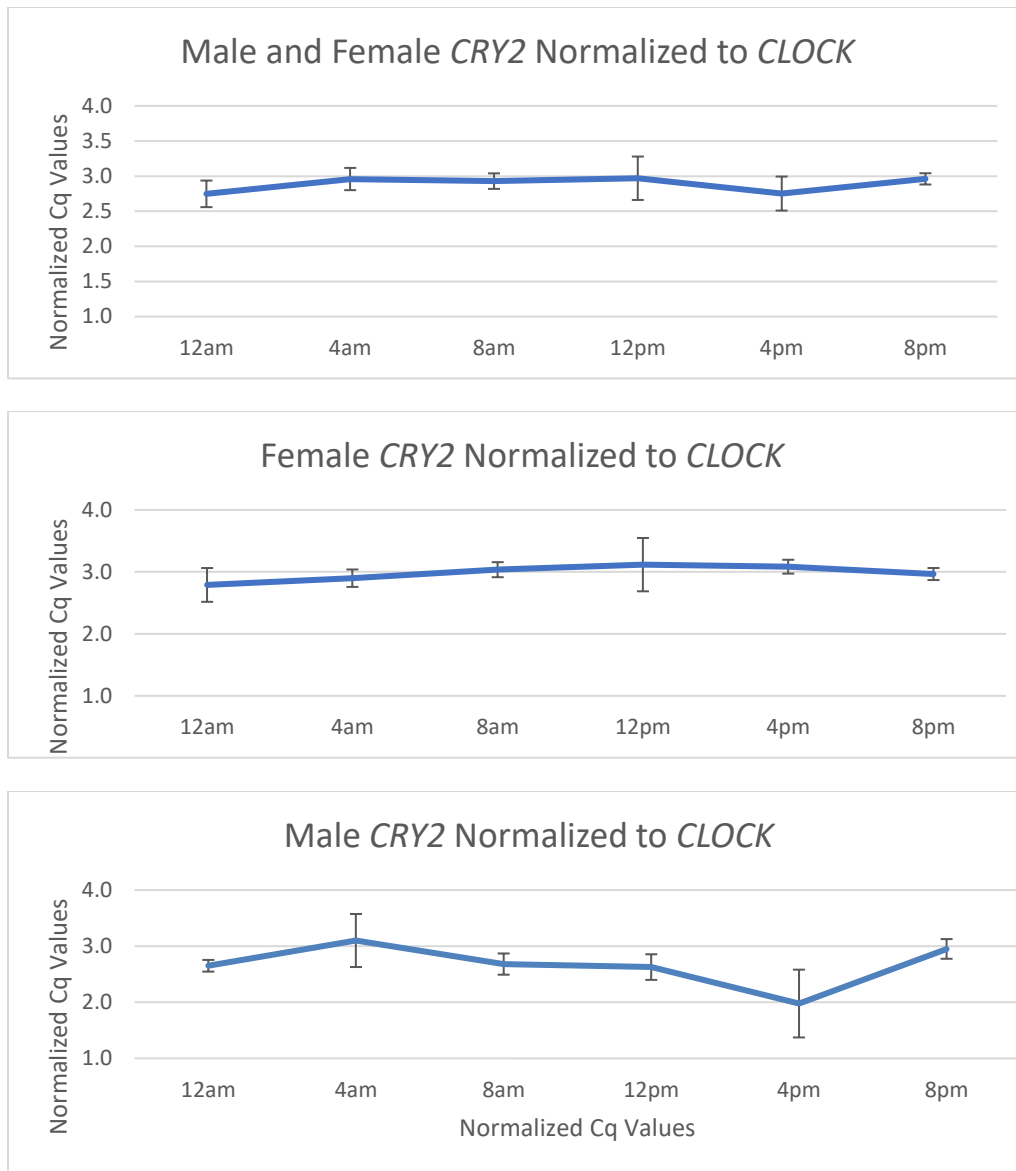 Male and Female CRY2 Normalized to CLOCK
Normalized Cq Values
4.0
3.5
3.0
2.5
2.0
1.5
1.0
12am 4am 8am 12pm 4pm 8pm
Female CRY2 Normalized to CLOCK
Normalized Cq Values
4.0
3.0
2.0
1.0
12am 4am 8am 12pm 4pm 8pm
Male CRY2 Normalized to CLOCK
Normalized Cq Values
4.0
3.0
2.0
1.0
12am 4am 8am 12pm 4pm 8pm
Normalized Cq Values